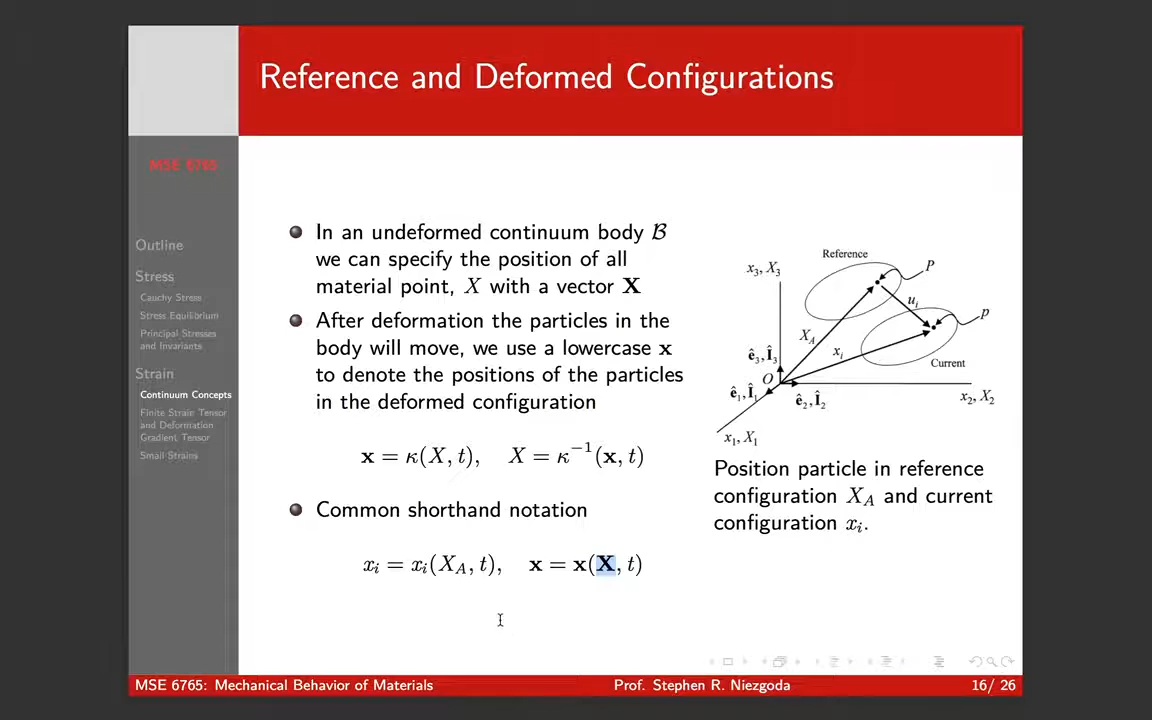 Reference and Deformed Configurations
MSE 6765
Outline
Stress
Cauchy Stress
Stress Equilibrium
Principal Stresses
and Invariants
Strain
Continuum Concepts
Finite Strain Tensor
and Deformation
Gradient Tensor
Small Strains
In an undeformed continuum body ℬ
we can specify the position of all
material point, X with a vector 𝐗
After deformation the particles in the
body will move, we use a lowercase 𝐱
to denote the positions of the particles
in the deformed configuration
𝐱 = κ(X, t), X = κ⁻¹(𝐱, t)
Common shorthand notation
xᵢ = xᵢ(X_A, t), 𝐱 = 𝐱(𝐗, t)
Reference
P
x₃, X₃
uᵢ
p
X_A
xᵢ
Current
ê₃, Î₃
O
ê₁, Î₁
ê₂, Î₂
x₂, X₂
x₁, X₁
Position particle in reference
configuration X_A and current
configuration xᵢ.
MSE 6765: Mechanical Behavior of Materials
Prof. Stephen R. Niezgoda
16/ 26